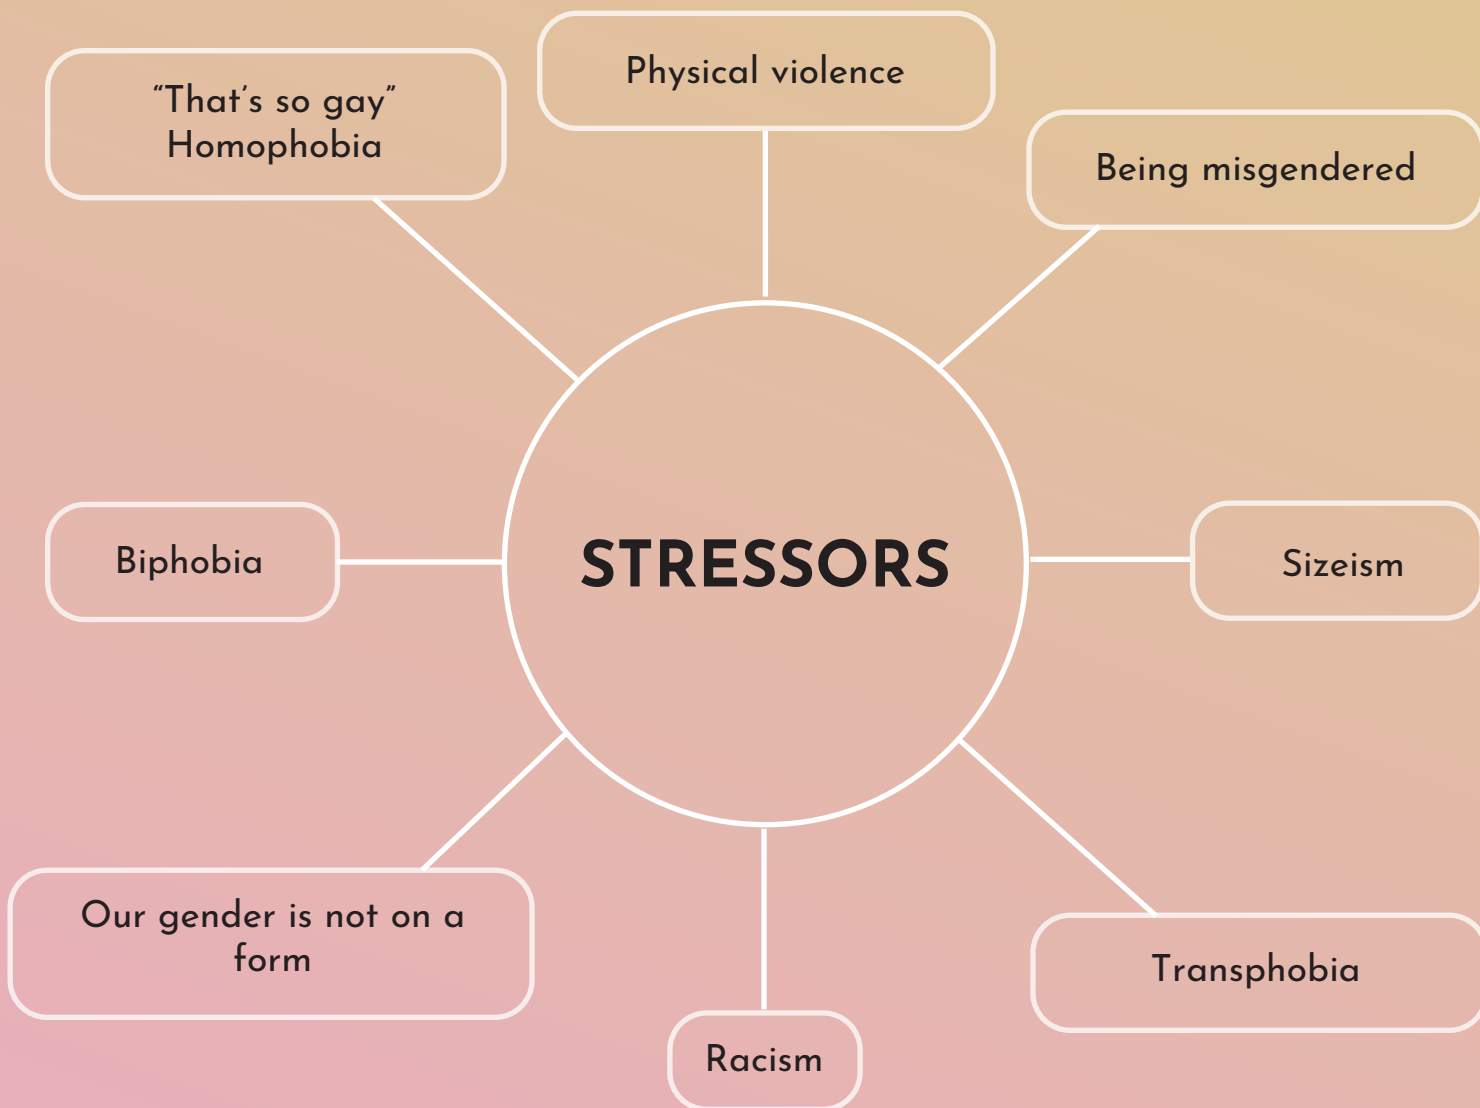 “That’s so gay”
Homophobia
Physical violence
Being misgendered
Biphobia
STRESSORS
Sizeism
Our gender is not on a
form
Transphobia
Racism